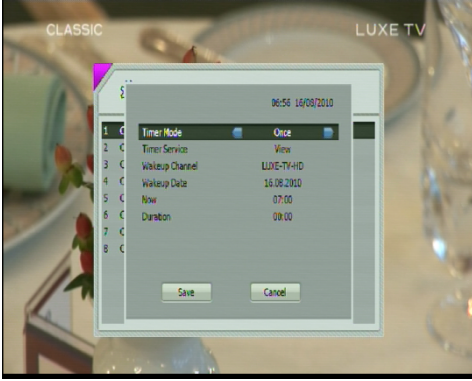 CLASSIC
LUXE TV
06:56 16/08/2010
1
Timer Mode Once
2
Timer Service View
3
Wakeup Channel LUXE-TV-HD
4
Wakeup Date 16.08.2010
5
Now 07:00
6
Duration 00:00
7
8
Save Cancel